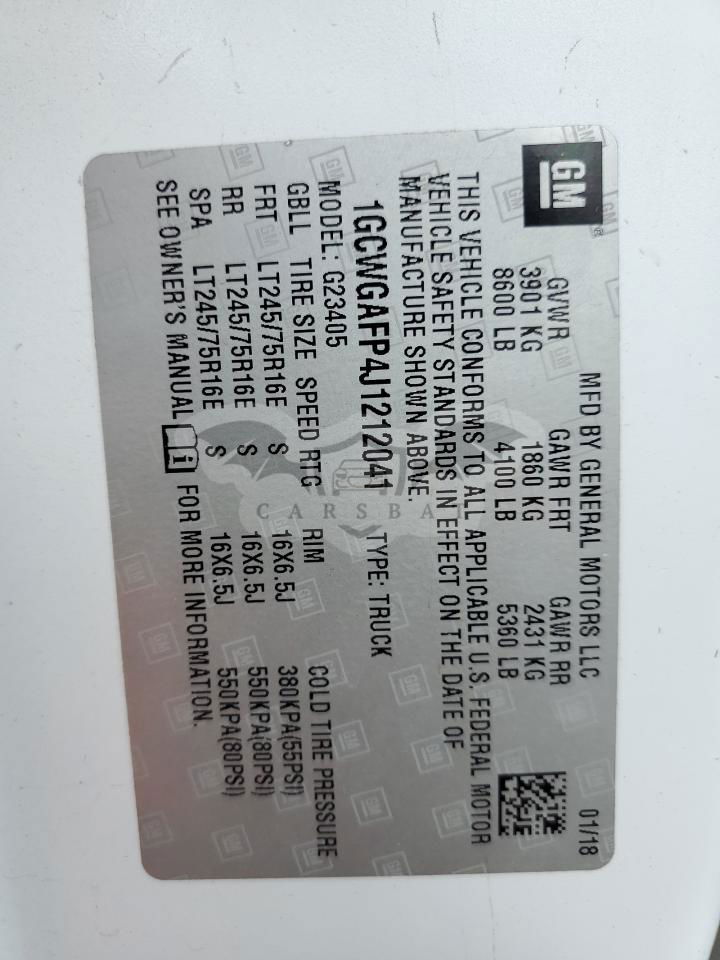 GM
MFD BY GENERAL MOTORS LLC 01/18
GVWR GAWR FRT GAWR RR
3901 KG 1860 KG 2431 KG
8600 LB 4100 LB 5360 LB
THIS VEHICLE CONFORMS TO ALL APPLICABLE U.S. FEDERAL MOTOR
VEHICLE SAFETY STANDARDS IN EFFECT ON THE DATE OF
MANUFACTURE SHOWN ABOVE.
1GCWGAFP4J1212041 TYPE: TRUCK
MODEL: G23405
GBLL TIRE SIZE SPEED RTG RIM COLD TIRE PRESSURE
FRT LT245/75R16E S 16X6.5J 380KPA(55PSI)
RR LT245/75R16E S 16X6.5J 550KPA(80PSI)
SPA LT245/75R16E S 16X6.5J 550KPA(80PSI)
SEE OWNER'S MANUAL i FOR MORE INFORMATION.